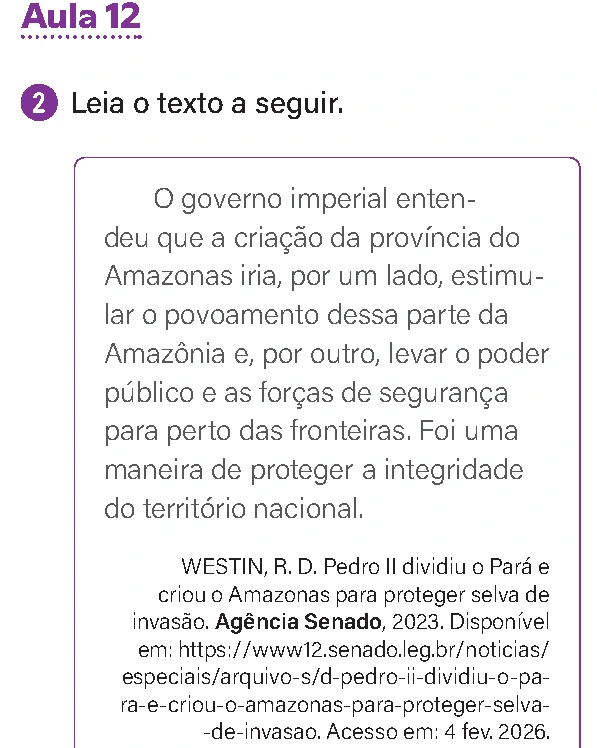 Aula 12
2 Leia o texto a seguir.
O governo imperial enten-
deu que a criação da província do
Amazonas iria, por um lado, estimu-
lar o povoamento dessa parte da
Amazônia e, por outro, levar o poder
público e as forças de segurança
para perto das fronteiras. Foi uma
maneira de proteger a integridade
do território nacional.
WESTIN, R. D. Pedro II dividiu o Pará e
criou o Amazonas para proteger selva de
invasão. Agência Senado, 2023. Disponível
em: https://www12.senado.leg.br/noticias/
especiais/arquivo-s/d-pedro-ii-dividiu-o-pa-
ra-e-criou-o-amazonas-para-proteger-selva-
-de-invasao. Acesso em: 4 fev. 2026.